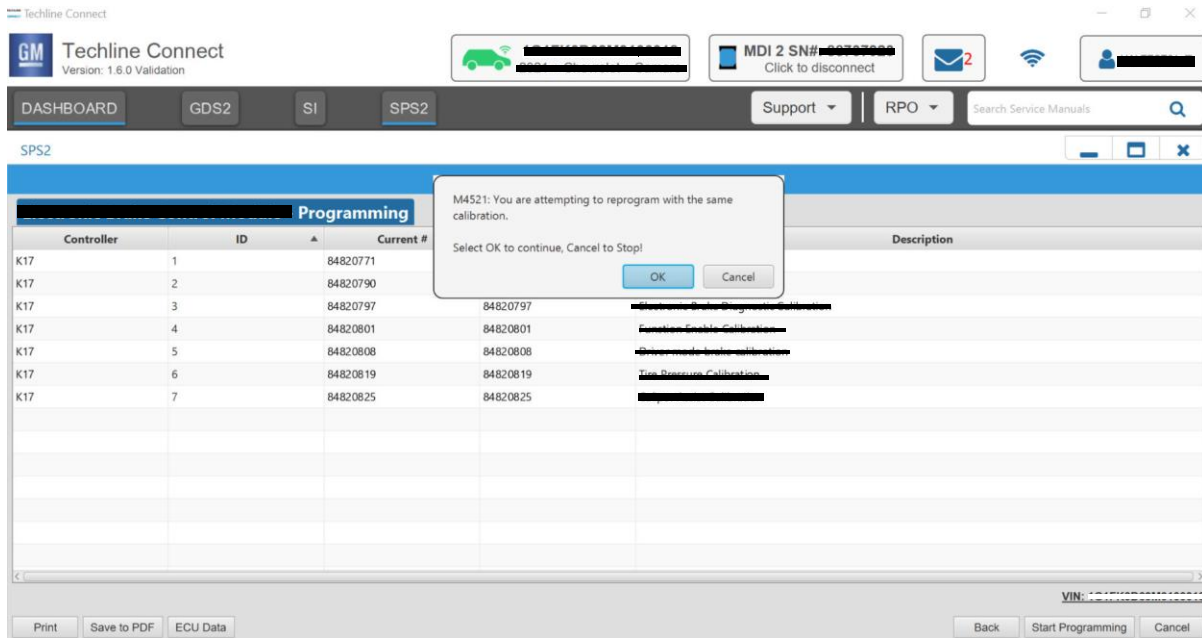 Techline Connect
GM
Techline Connect
Version: 1.6.0 Validation
MDI 2 SN#
Click to disconnect
2
DASHBOARD GDS2 SI SPS2 Support RPO Search Service Manuals
SPS2
Programming
M4521: You are attempting to reprogram with the same
calibration.
Select OK to continue, Cancel to Stop!
OK Cancel
Controller ID Current # Description
K17 1 84820771
K17 2 84820790
K17 3 84820797 84820797
K17 4 84820801 84820801
K17 5 84820808 84820808
K17 6 84820819 84820819
K17 7 84820825 84820825
VIN:
Print Save to PDF ECU Data Back Start Programming Cancel